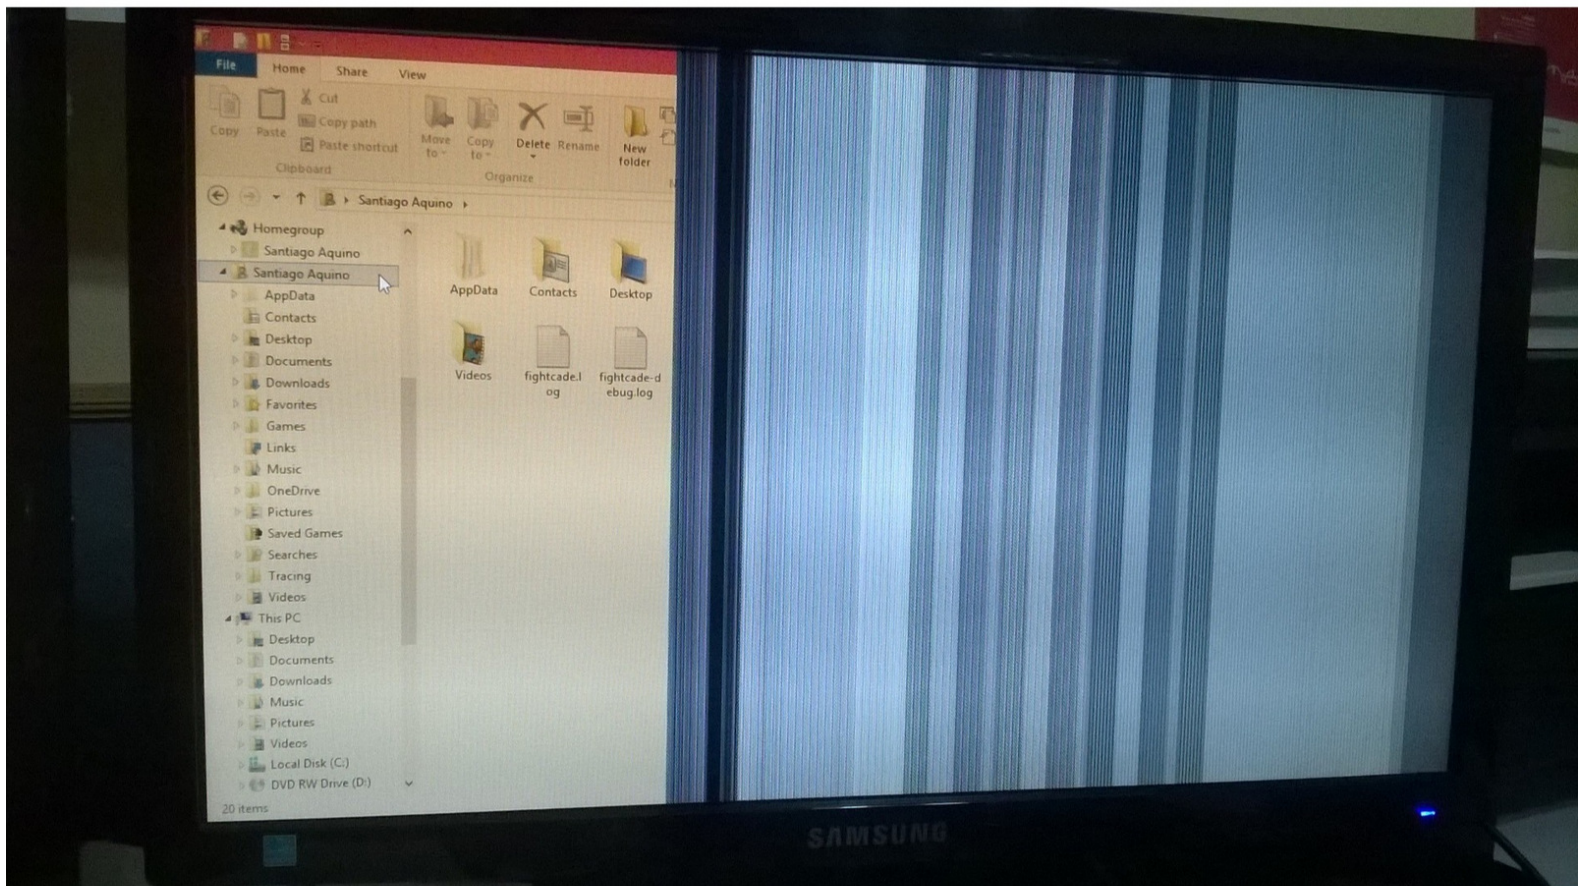 File Home Share View
Copy
Paste
Cut
Copy path
Paste shortcut
Clipboard
Move to
Copy to
Delete
Rename
Organize
New folder
Santiago Aquino
Homegroup
Santiago Aquino
Santiago Aquino
AppData
Contacts
Desktop
Documents
Downloads
Favorites
Games
Links
Music
OneDrive
Pictures
Saved Games
Searches
Tracing
Videos
This PC
Desktop
Documents
Downloads
Music
Pictures
Videos
Local Disk (C:)
DVD RW Drive (D:)
AppData Contacts Desktop
Videos
fightcade.l
og
fightcade-d
ebug.log
20 items
SAMSUNG